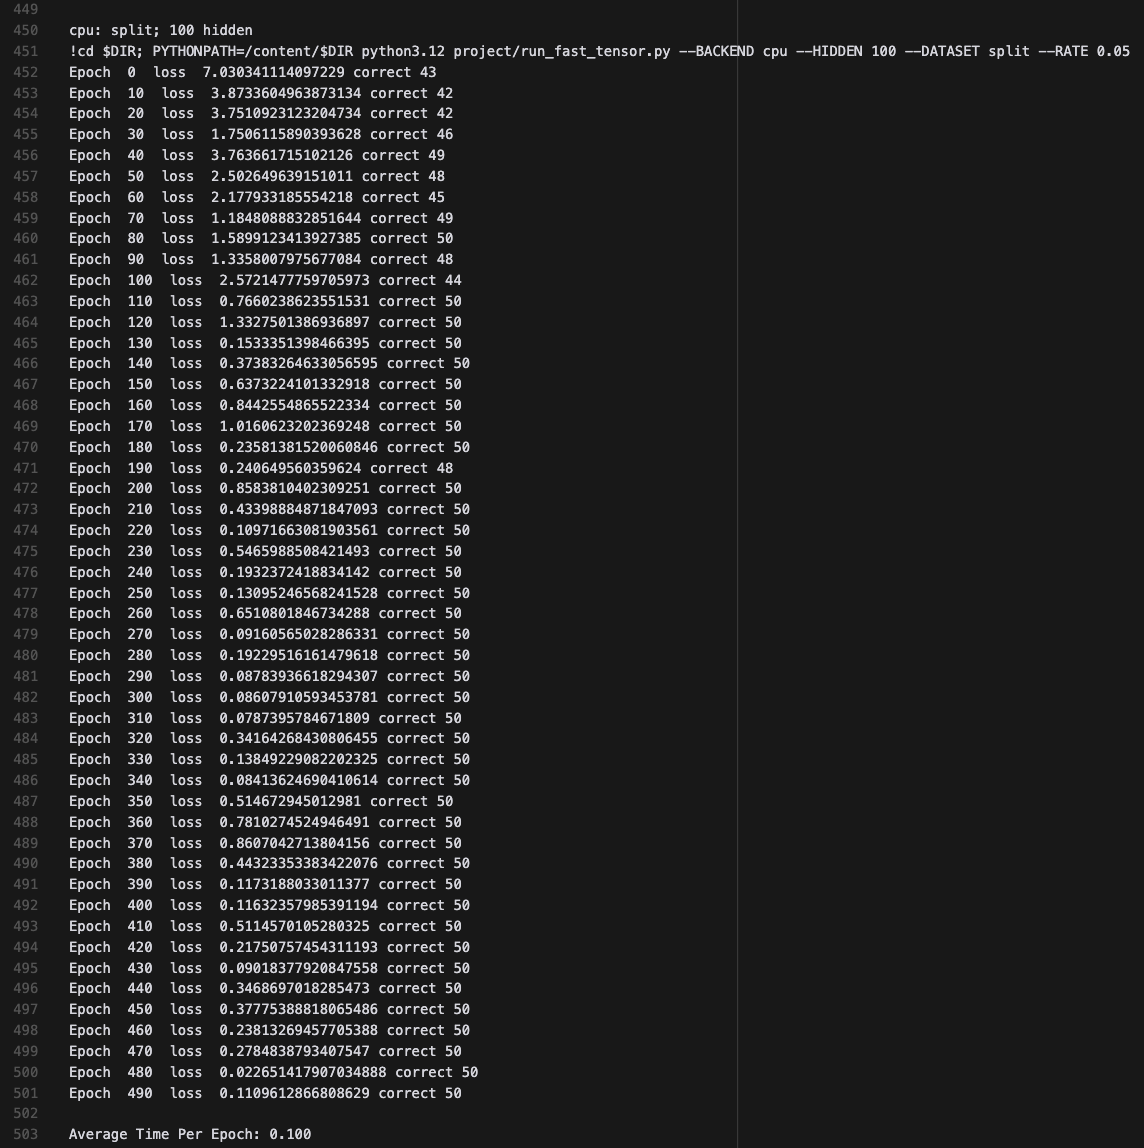 449
450 cpu: split; 100 hidden
451 !cd $DIR; PYTHONPATH=/content/$DIR python3.12 project/run_fast_tensor.py --BACKEND cpu --HIDDEN 100 --DATASET split --RATE 0.05
452 Epoch  0  loss  7.030341114097229 correct 43
453 Epoch  10  loss  3.8733604963873134 correct 42
454 Epoch  20  loss  3.7510923123204734 correct 42
455 Epoch  30  loss  1.7506115890393628 correct 46
456 Epoch  40  loss  3.763661715102126 correct 49
457 Epoch  50  loss  2.502649639151011 correct 48
458 Epoch  60  loss  2.177933185554218 correct 45
459 Epoch  70  loss  1.1848088832851644 correct 49
460 Epoch  80  loss  1.5899123413927385 correct 50
461 Epoch  90  loss  1.3358007975677084 correct 48
462 Epoch  100  loss  2.5721477759705973 correct 44
463 Epoch  110  loss  0.7660238623551531 correct 50
464 Epoch  120  loss  1.3327501386936897 correct 50
465 Epoch  130  loss  0.1533351398466395 correct 50
466 Epoch  140  loss  0.37383264633056595 correct 50
467 Epoch  150  loss  0.6373224101332918 correct 50
468 Epoch  160  loss  0.8442554865522334 correct 50
469 Epoch  170  loss  1.0160623202369248 correct 50
470 Epoch  180  loss  0.23581381520060846 correct 50
471 Epoch  190  loss  0.240649560359624 correct 48
472 Epoch  200  loss  0.8583810402309251 correct 50
473 Epoch  210  loss  0.43398884871847093 correct 50
474 Epoch  220  loss  0.10971663081903561 correct 50
475 Epoch  230  loss  0.5465988508421493 correct 50
476 Epoch  240  loss  0.1932372418834142 correct 50
477 Epoch  250  loss  0.13095246568241528 correct 50
478 Epoch  260  loss  0.6510801846734288 correct 50
479 Epoch  270  loss  0.09160565028286331 correct 50
480 Epoch  280  loss  0.19229516161479618 correct 50
481 Epoch  290  loss  0.08783936618294307 correct 50
482 Epoch  300  loss  0.08607910593453781 correct 50
483 Epoch  310  loss  0.0787395784671809 correct 50
484 Epoch  320  loss  0.34164268430806455 correct 50
485 Epoch  330  loss  0.13849229082202325 correct 50
486 Epoch  340  loss  0.08413624690410614 correct 50
487 Epoch  350  loss  0.514672945012981 correct 50
488 Epoch  360  loss  0.7810274524946491 correct 50
489 Epoch  370  loss  0.8607042713804156 correct 50
490 Epoch  380  loss  0.44323353383422076 correct 50
491 Epoch  390  loss  0.1173188033011377 correct 50
492 Epoch  400  loss  0.11632357985391194 correct 50
493 Epoch  410  loss  0.5114570105280325 correct 50
494 Epoch  420  loss  0.21750757454311193 correct 50
495 Epoch  430  loss  0.09018377920847558 correct 50
496 Epoch  440  loss  0.3468697018285473 correct 50
497 Epoch  450  loss  0.37775388818065486 correct 50
498 Epoch  460  loss  0.23813269457705388 correct 50
499 Epoch  470  loss  0.2784838793407547 correct 50
500 Epoch  480  loss  0.022651417907034888 correct 50
501 Epoch  490  loss  0.1109612866808629 correct 50
502
503 Average Time Per Epoch: 0.100